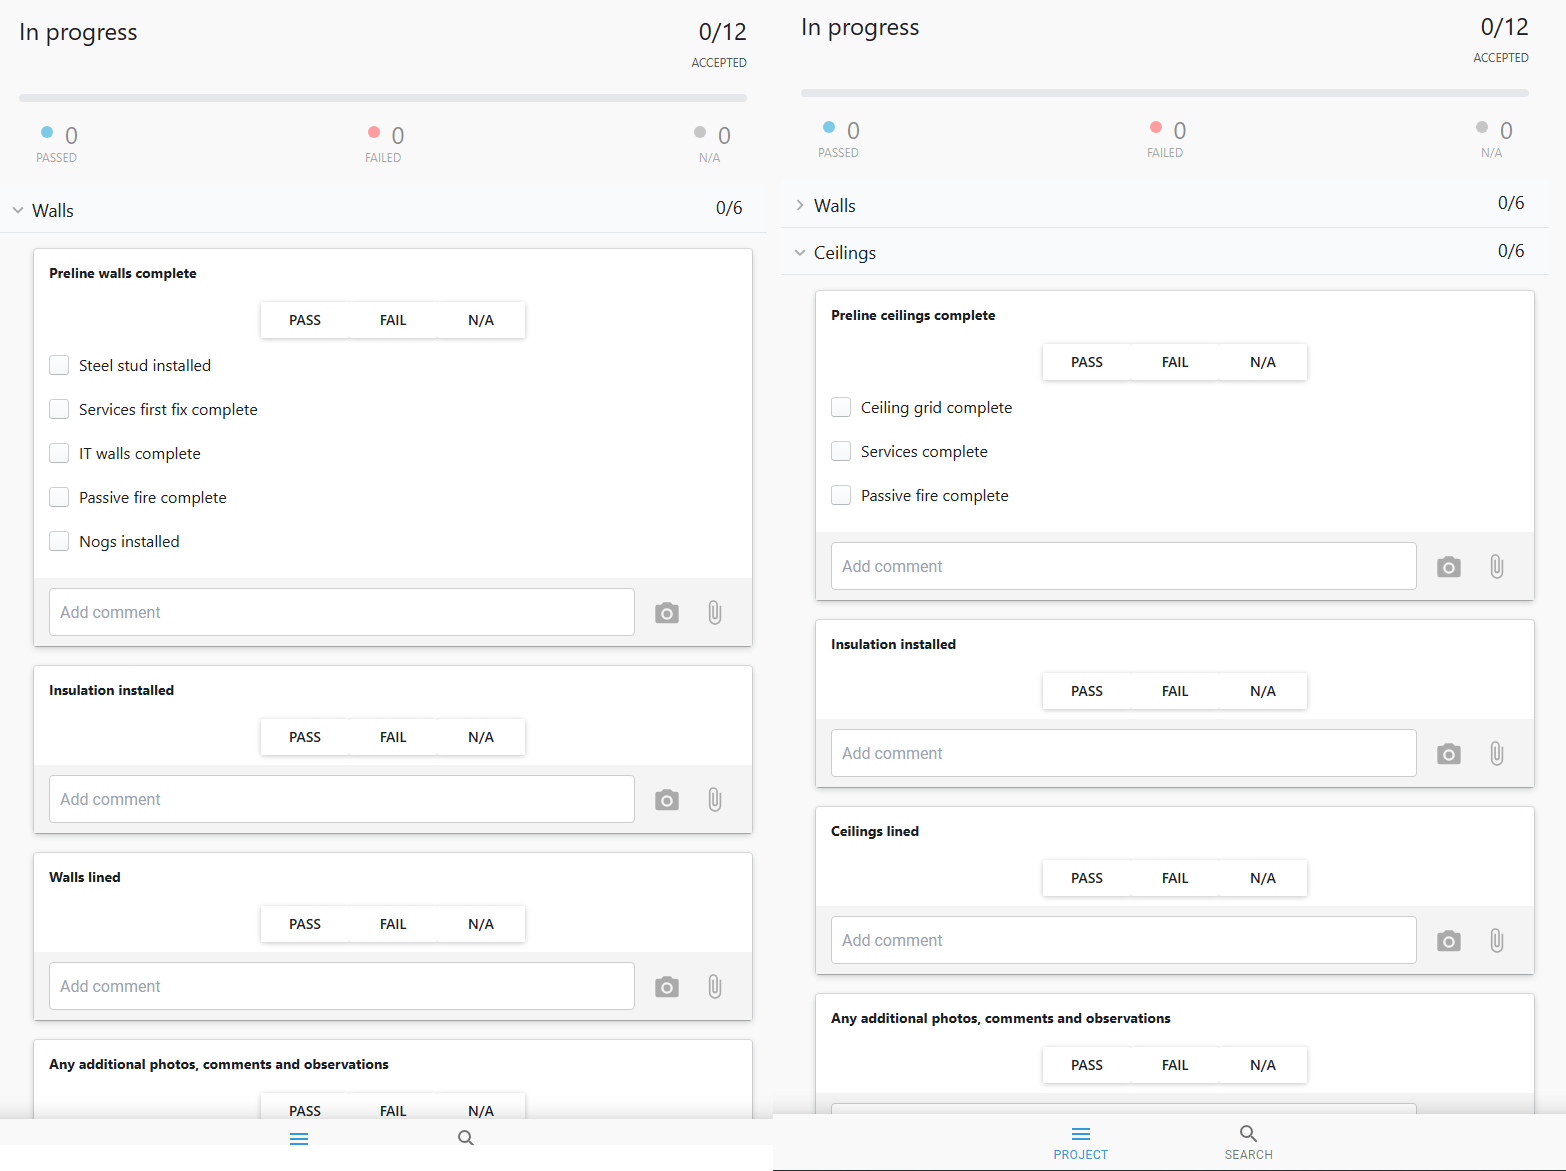 In progress
0/12
ACCEPTED
0
PASSED
0
FAILED
0
N/A
Walls
0/6
Preline walls complete
PASS FAIL N/A
Steel stud installed
Services first fix complete
IT walls complete
Passive fire complete
Nogs installed
Add comment
Insulation installed
PASS FAIL N/A
Add comment
Walls lined
PASS FAIL N/A
Add comment
Any additional photos, comments and observations
PASS FAIL N/A
In progress
0/12
ACCEPTED
0
PASSED
0
FAILED
0
N/A
Walls
0/6
Ceilings
0/6
Preline ceilings complete
PASS FAIL N/A
Ceiling grid complete
Services complete
Passive fire complete
Add comment
Insulation installed
PASS FAIL N/A
Add comment
Ceilings lined
PASS FAIL N/A
Add comment
Any additional photos, comments and observations
PASS FAIL N/A
PROJECT
SEARCH